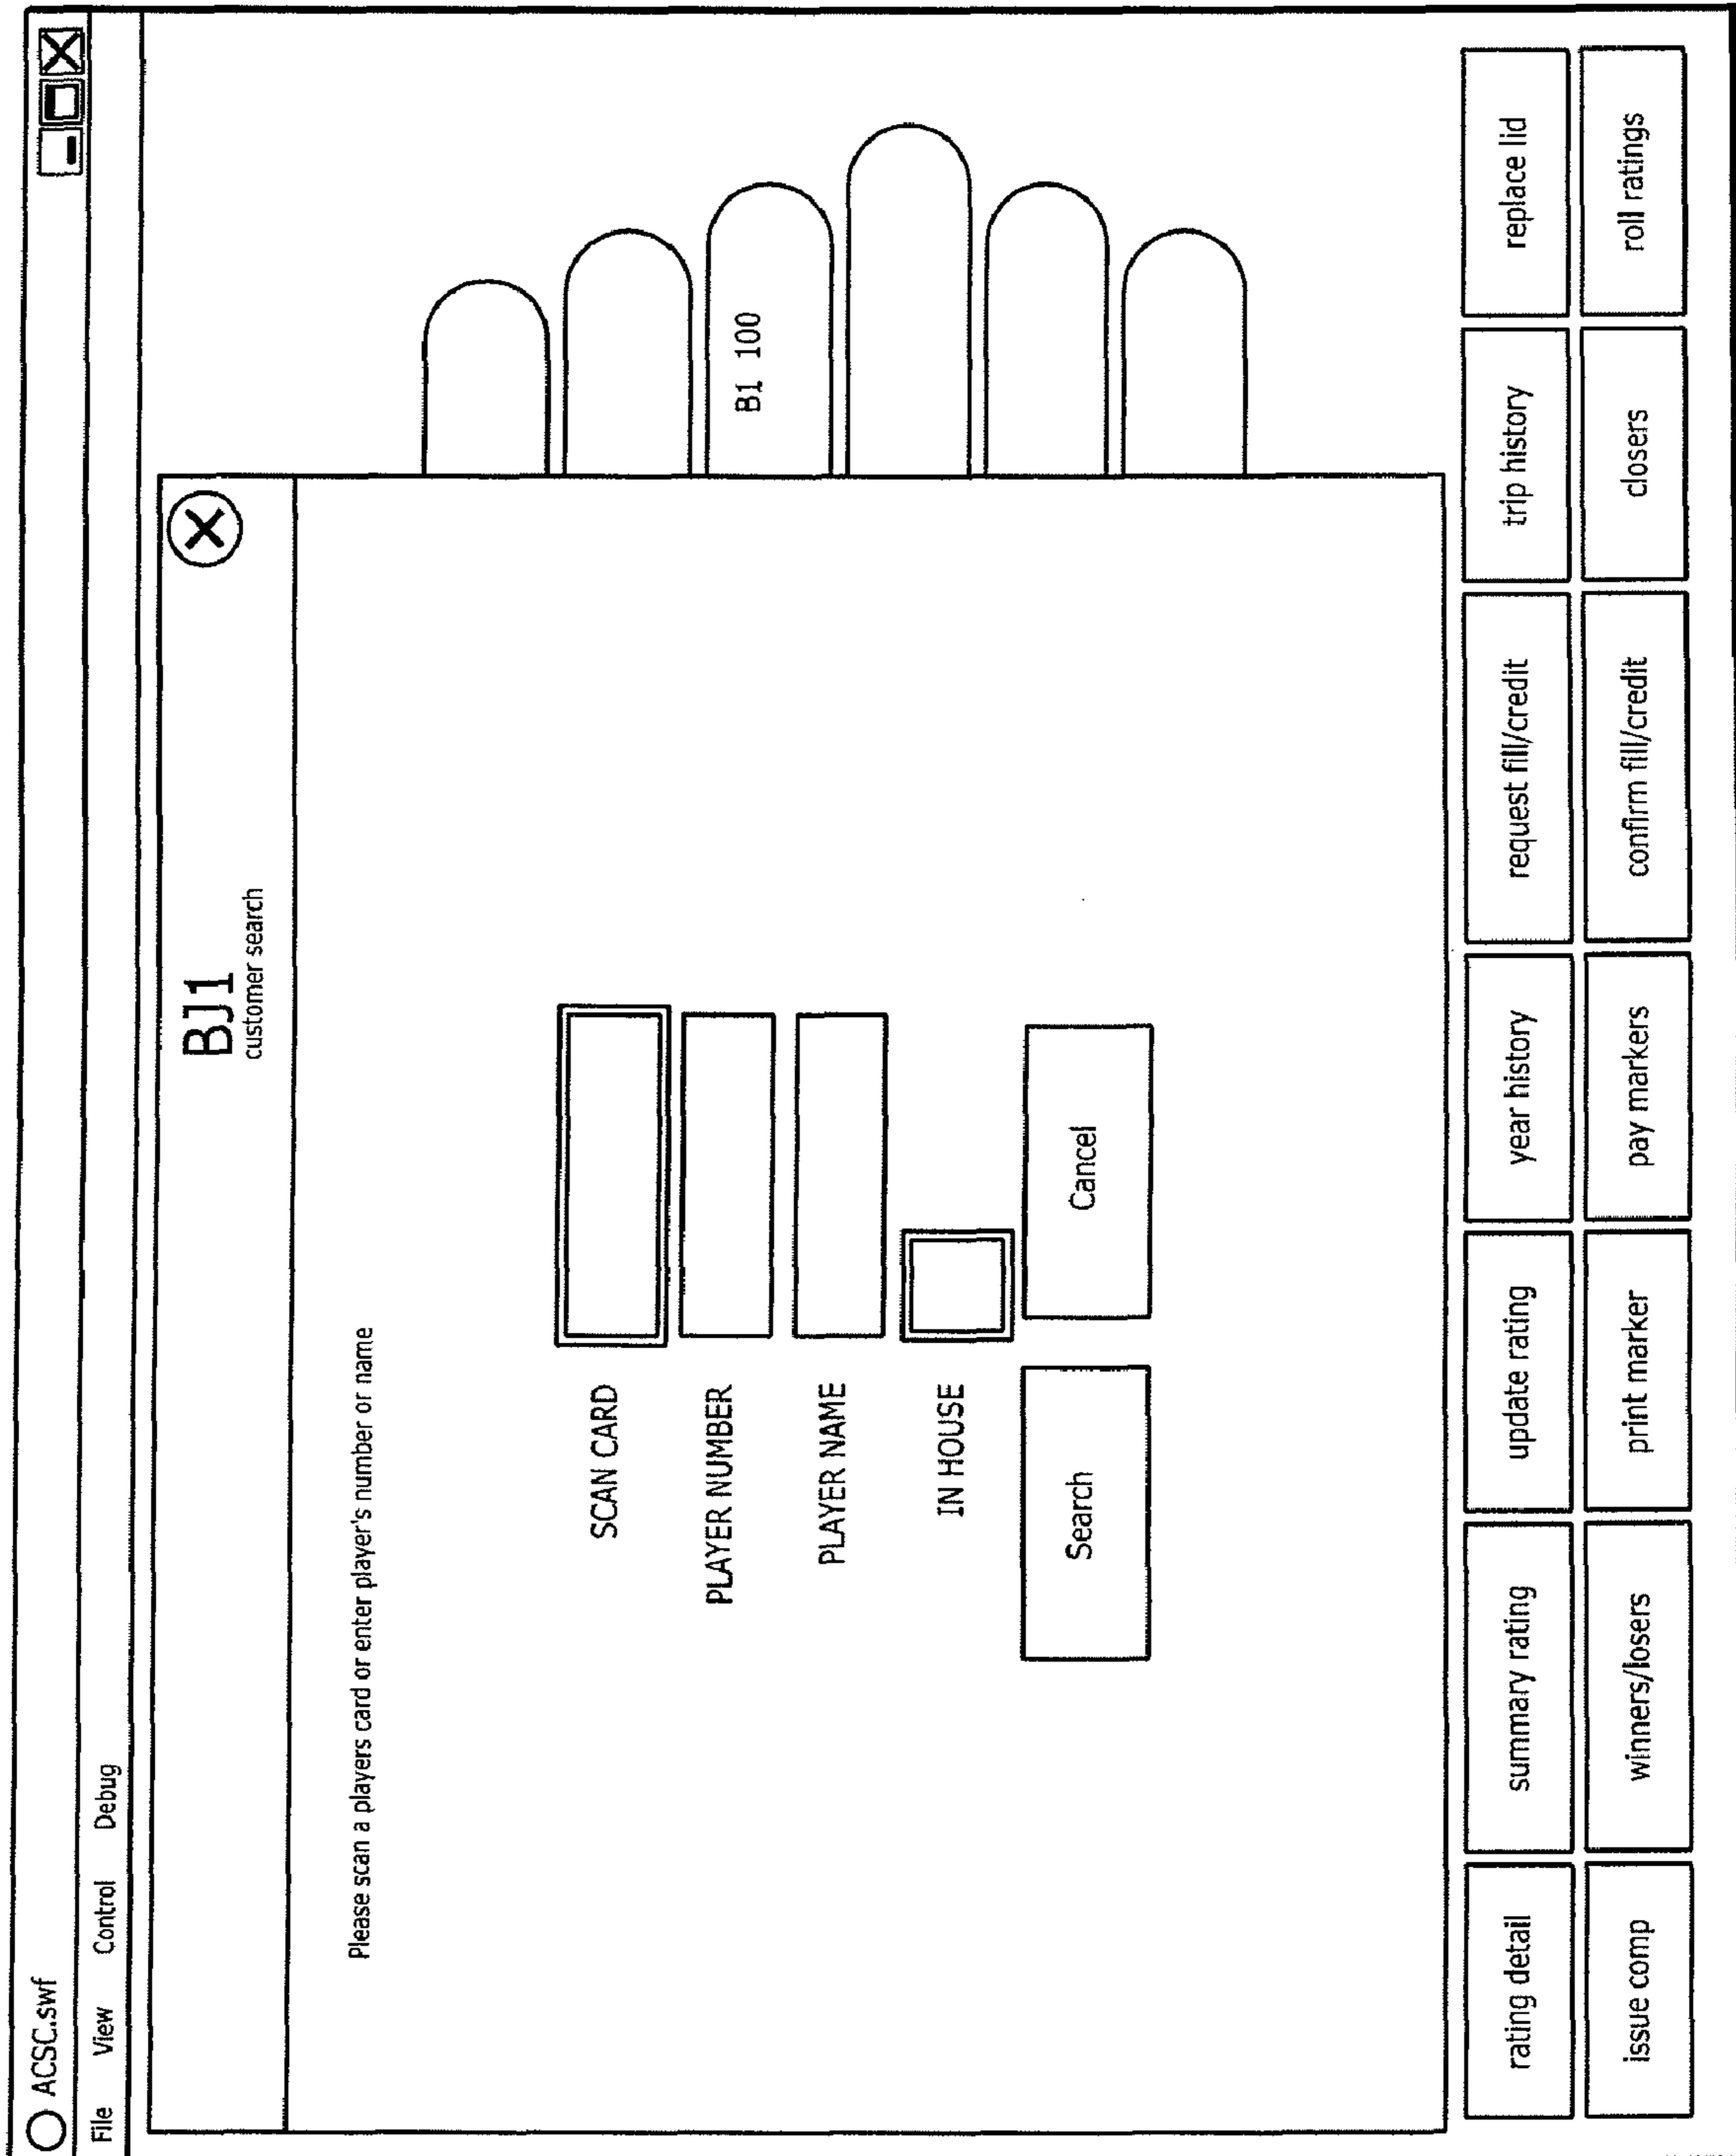 ACSC.swf
File View Control Debug
BJ1
customer search
Please scan a players card or enter player's number or name
B1 100
SCAN CARD
PLAYER NUMBER
PLAYER NAME
IN HOUSE
Search Cancel
rating detail summary rating update rating year history request fill/credit trip history replace lid
issue comp winners/losers print marker pay markers confirm fill/credit closers roll ratings